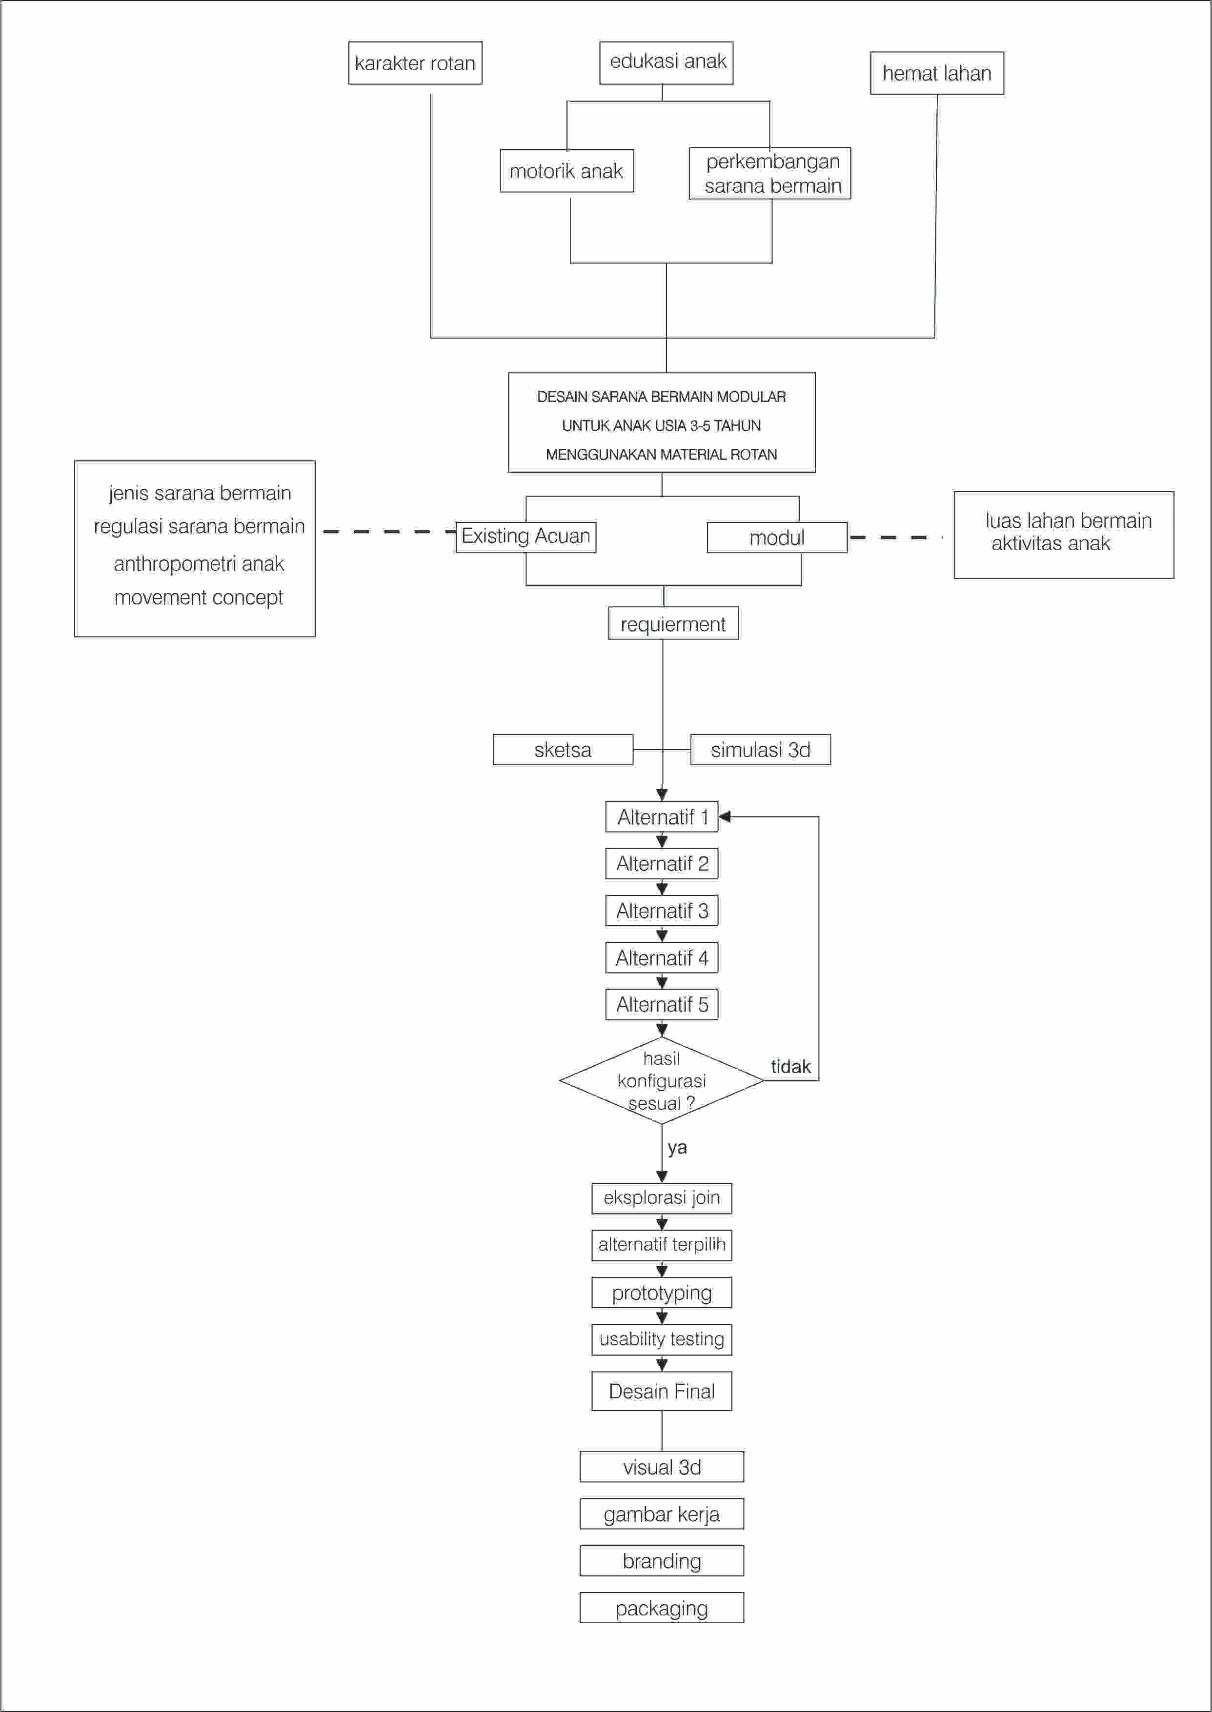 karakter rotan
edukasi anak
hemat lahan
motorik anak
perkembangan
sarana bermain
DESAIN SARANA BERMAIN MODULAR
UNTUK ANAK USIA 3-5 TAHUN
MENGGUNAKAN MATERIAL ROTAN
jenis sarana bermain
regulasi sarana bermain
anthropometri anak
movement concept
Existing Acuan
modul
luas lahan bermain
aktivitas anak
requierment
sketsa
simulasi 3d
Alternatif 1
Alternatif 2
Alternatif 3
Alternatif 4
Alternatif 5
hasil
konfigurasi
sesual ?
tidak
ya
eksplorasi join
alternatif terpilih
prototyping
usability testing
Desain Final
visual 3d
gambar kerja
branding
packaging